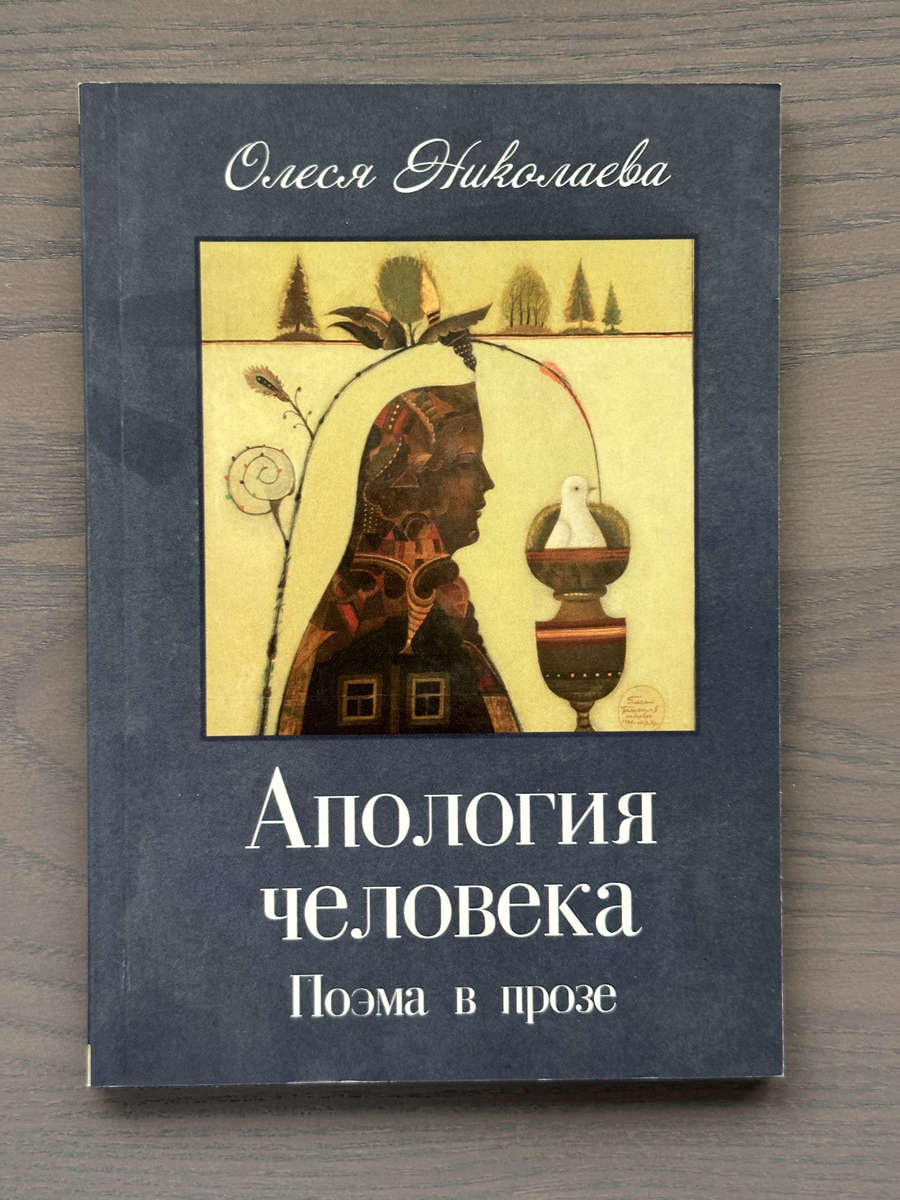 Олеся Николаева
Апология
человека
Поэма в прозе